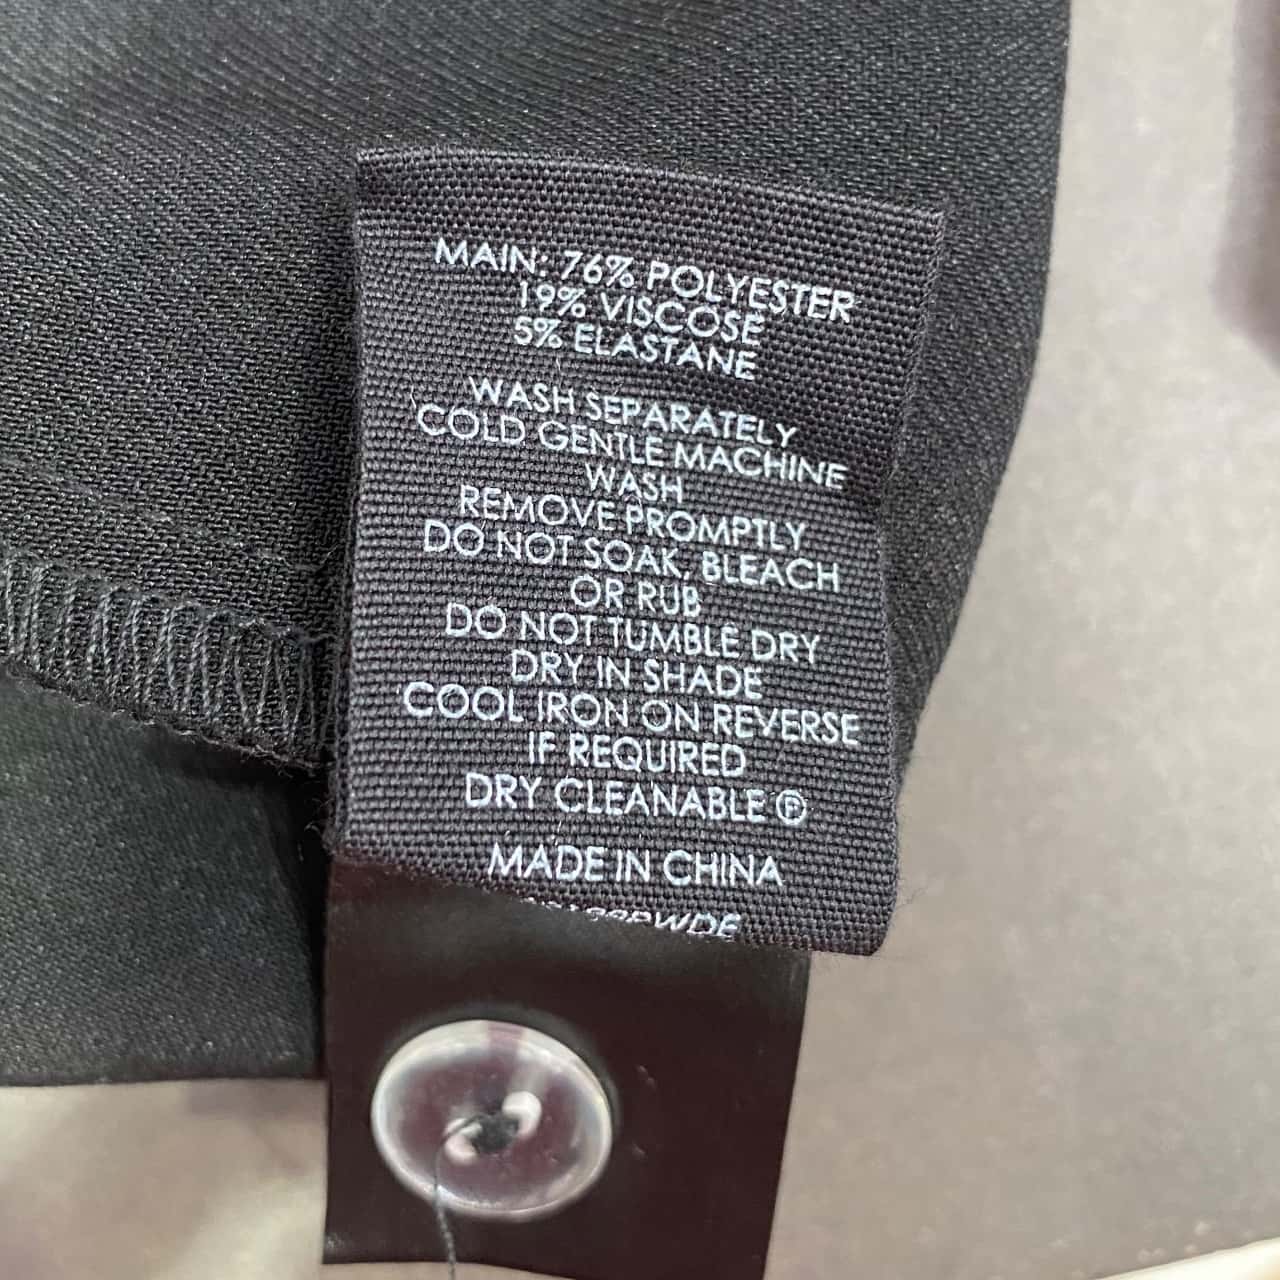 MAIN: 76% POLYESTER
19% VISCOSE
5% ELASTANE
WASH SEPARATELY
COLD GENTLE MACHINE
WASH
REMOVE PROMPTLY
DO NOT SOAK, BLEACH
OR RUB
DO NOT TUMBLE DRY
DRY IN SHADE
COOL IRON ON REVERSE
IF REQUIRED
DRY CLEANABLE Ⓟ
MADE IN CHINA